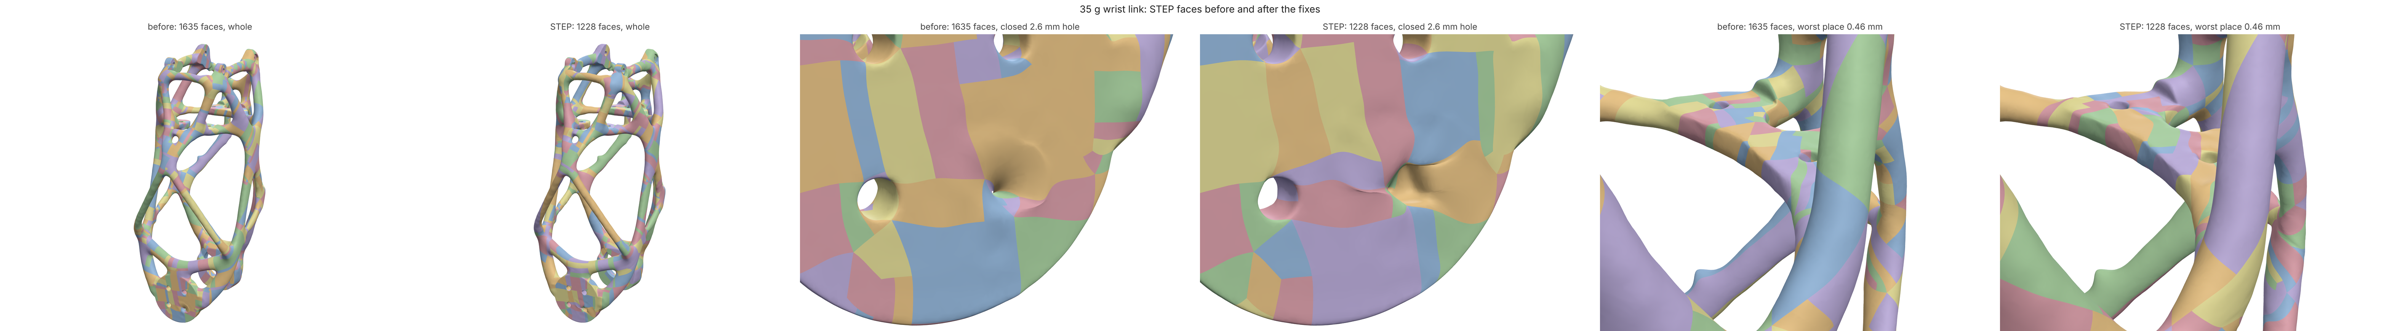 35 g wrist link: STEP faces before and after the fixes
before: 1635 faces, whole
STEP: 1228 faces, whole
before: 1635 faces, closed 2.6 mm hole
STEP: 1228 faces, closed 2.6 mm hole
before: 1635 faces, worst place 0.46 mm
STEP: 1228 faces, worst place 0.46 mm